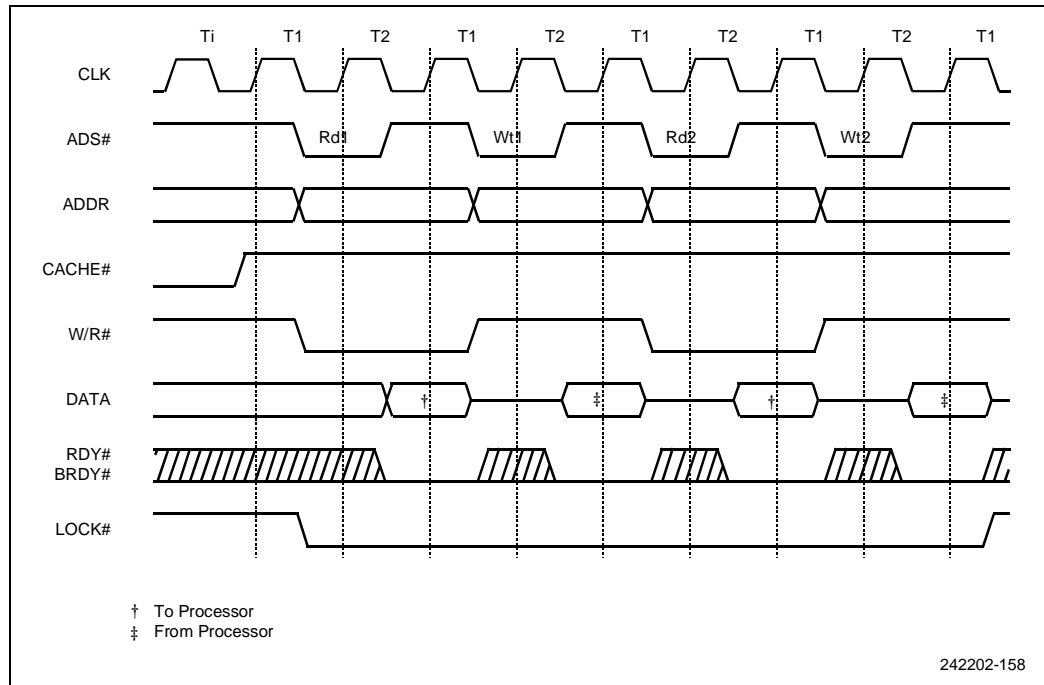 Ti T1 T2 T1 T2 T1 T2 T1 T2 T1
CLK
ADS# Rd1 Wt1 Rd2 Wt2
ADDR
CACHE#
W/R#
DATA † ‡ † ‡
RDY#
BRDY#
LOCK#
† To Processor
‡ From Processor
242202-158